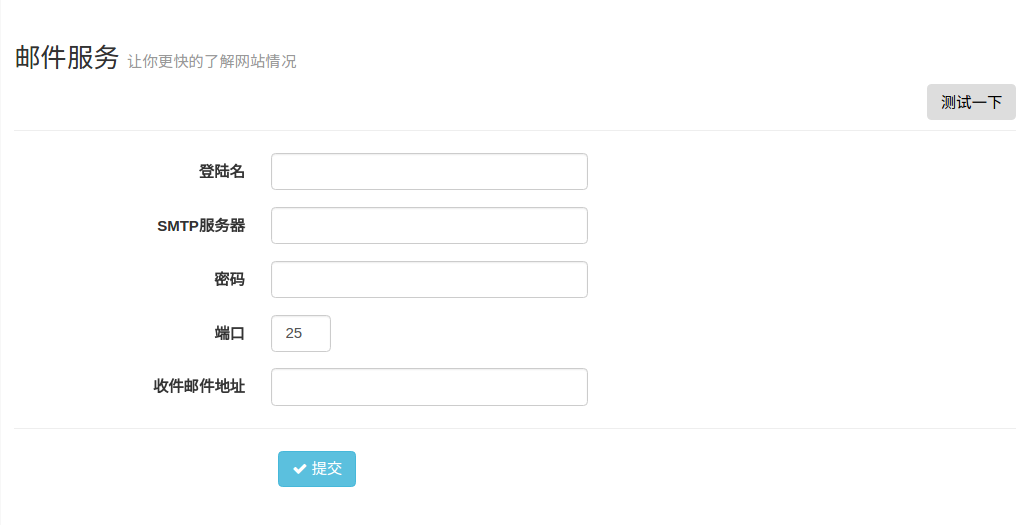 邮件服务 让你更快的了解网站情况
测试一下
登陆名
SMTP服务器
密码
端口 25
收件邮件地址
提交